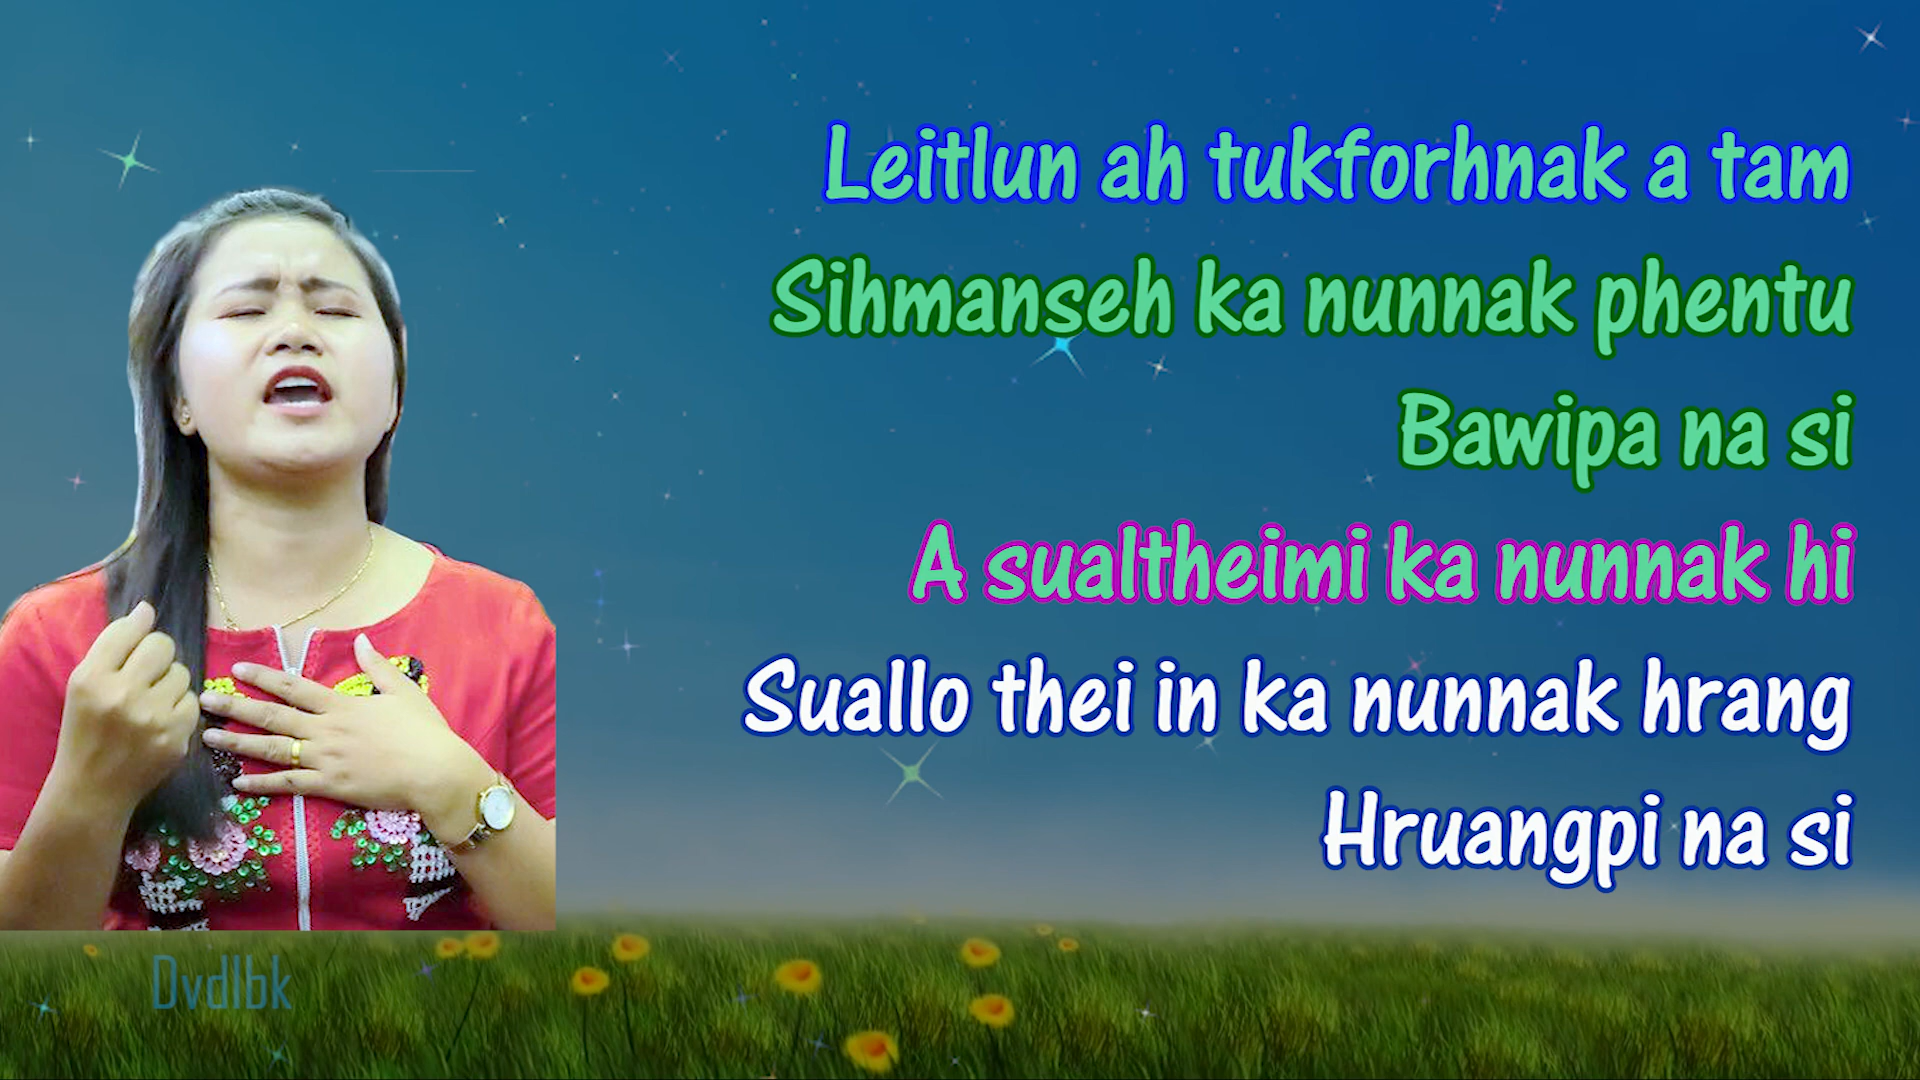 Leitlun ah tukforhnak a tam
Sihmanseh ka nunnak phentu
Bawipa na si
A sualtheimi ka nunnak hi
Suallo thei in ka nunnak hrang
Hruangpi na si
Dvdlbk